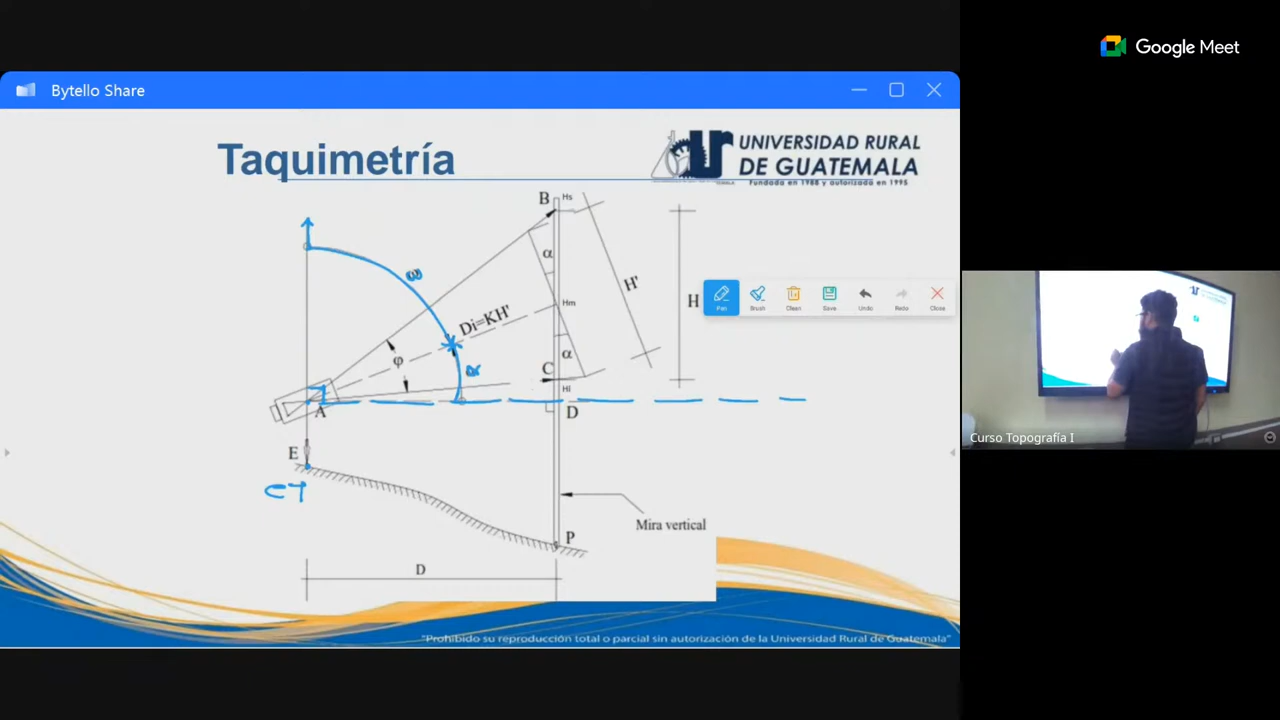 Google Meet
Bytello Share
Taquimetría
UNIVERSIDAD RURAL
DE GUATEMALA
Fundada en 1988 y autorizada en 1995
B
Hs
ω
α
H'
Hm
H
Di=KH'
Pen
Brush
Clean
Save
Undo
Redo
Close
φ
α
α
C
Hi
A
D
E
CT
Mira vertical
P
D
Curso Topografía I
"Prohibido su reproducción total o parcial sin autorización de la Universidad Rural de Guatemala"